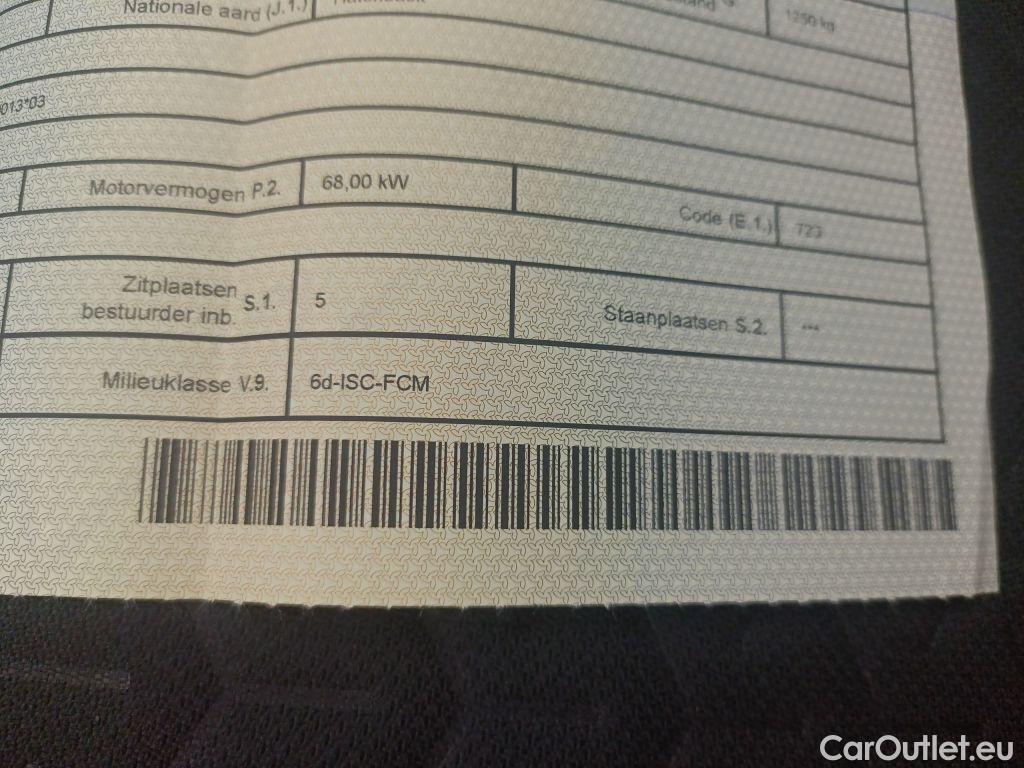 Nationale aard (J.1.)
1250 kg
013*03
Motorvermogen P.2. 68,00 kW
Code (E.1.) 723
Zitplaatsen
bestuurder inb. S.1. 5 Staanplaatsen S.2. ---
Milieuklasse V.9. 6d-ISC-FCM
CarOutlet.eu